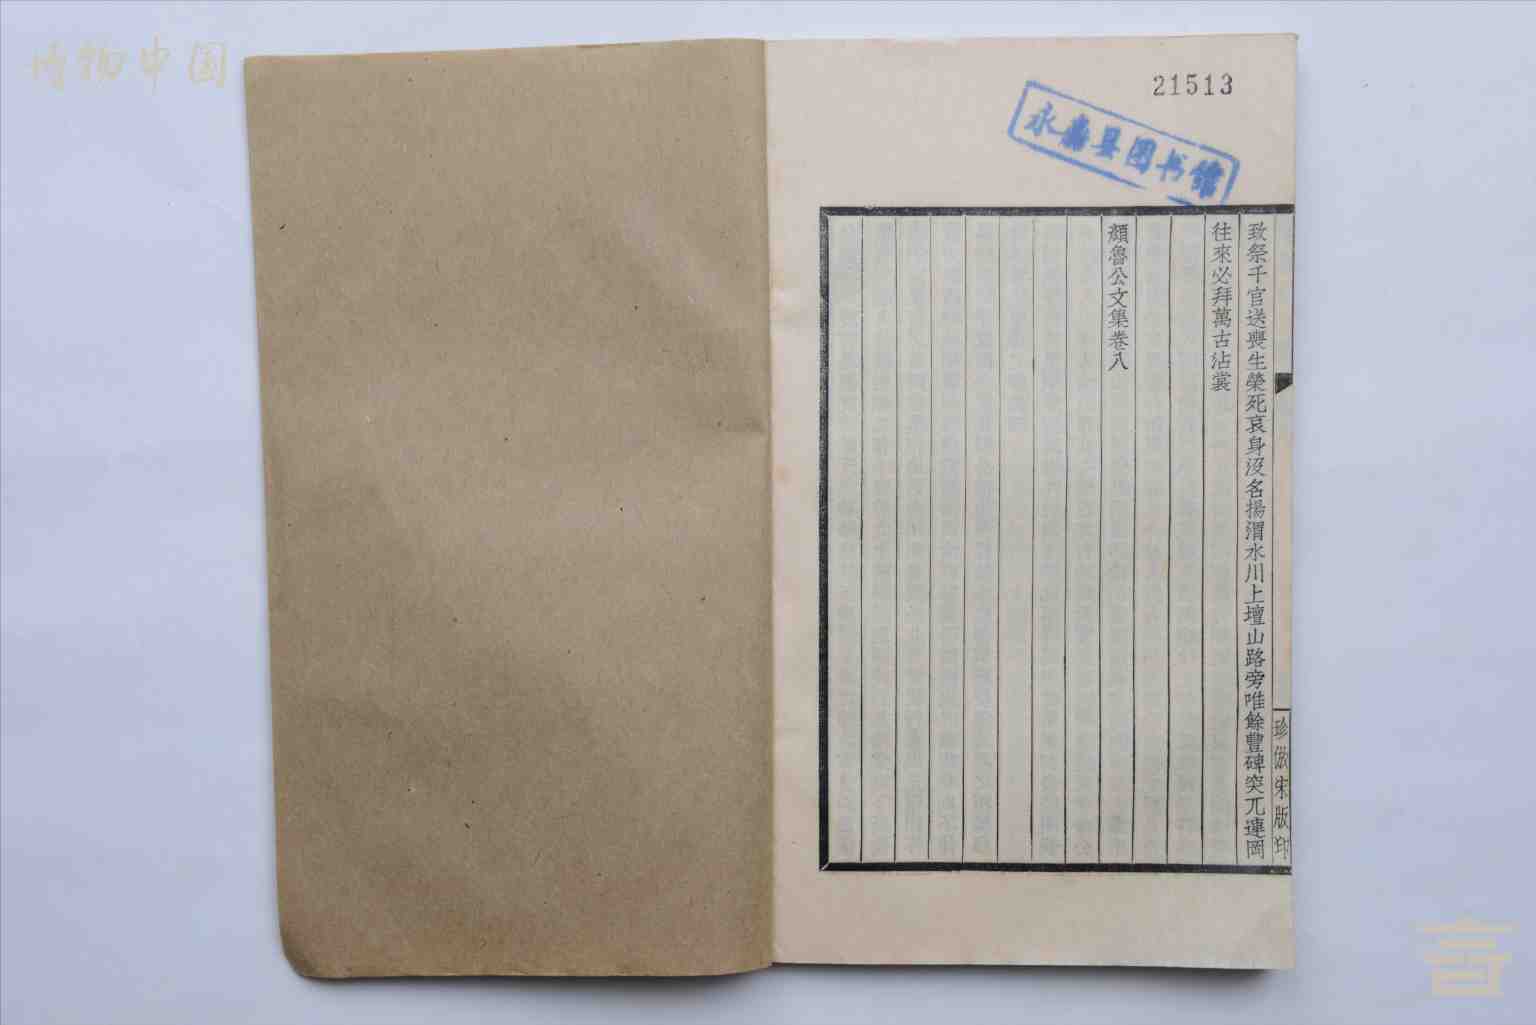 博物中国
21513
永嘉县图书馆
致祭千官送喪生榮死哀身沒名揚渭水川上壇山路旁唯餘豐碑突兀連岡
往來必拜萬古沾裳
顏魯公文集卷八
珍倣宋版印